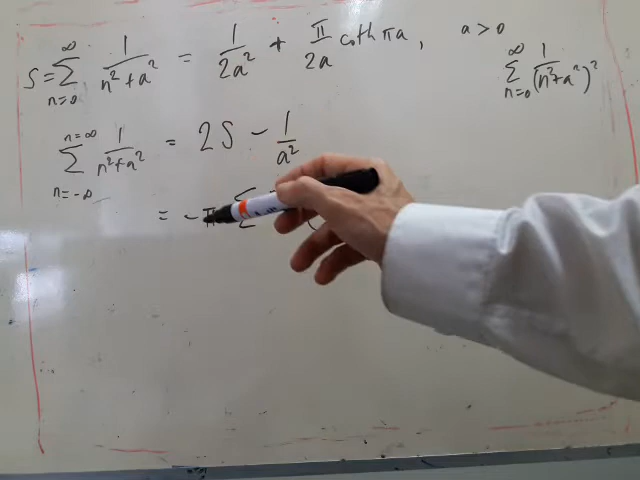 S = ∑_{n=0}^{∞} 1/(n²+a²) = 1/(2a²) + π/(2a) coth πa, a>0
∑_{n=0}^{∞} 1/(n²+a²)²
∑_{n=-∞}^{n=∞} 1/(n²+a²) = 2S − 1/a²
= − π ∑